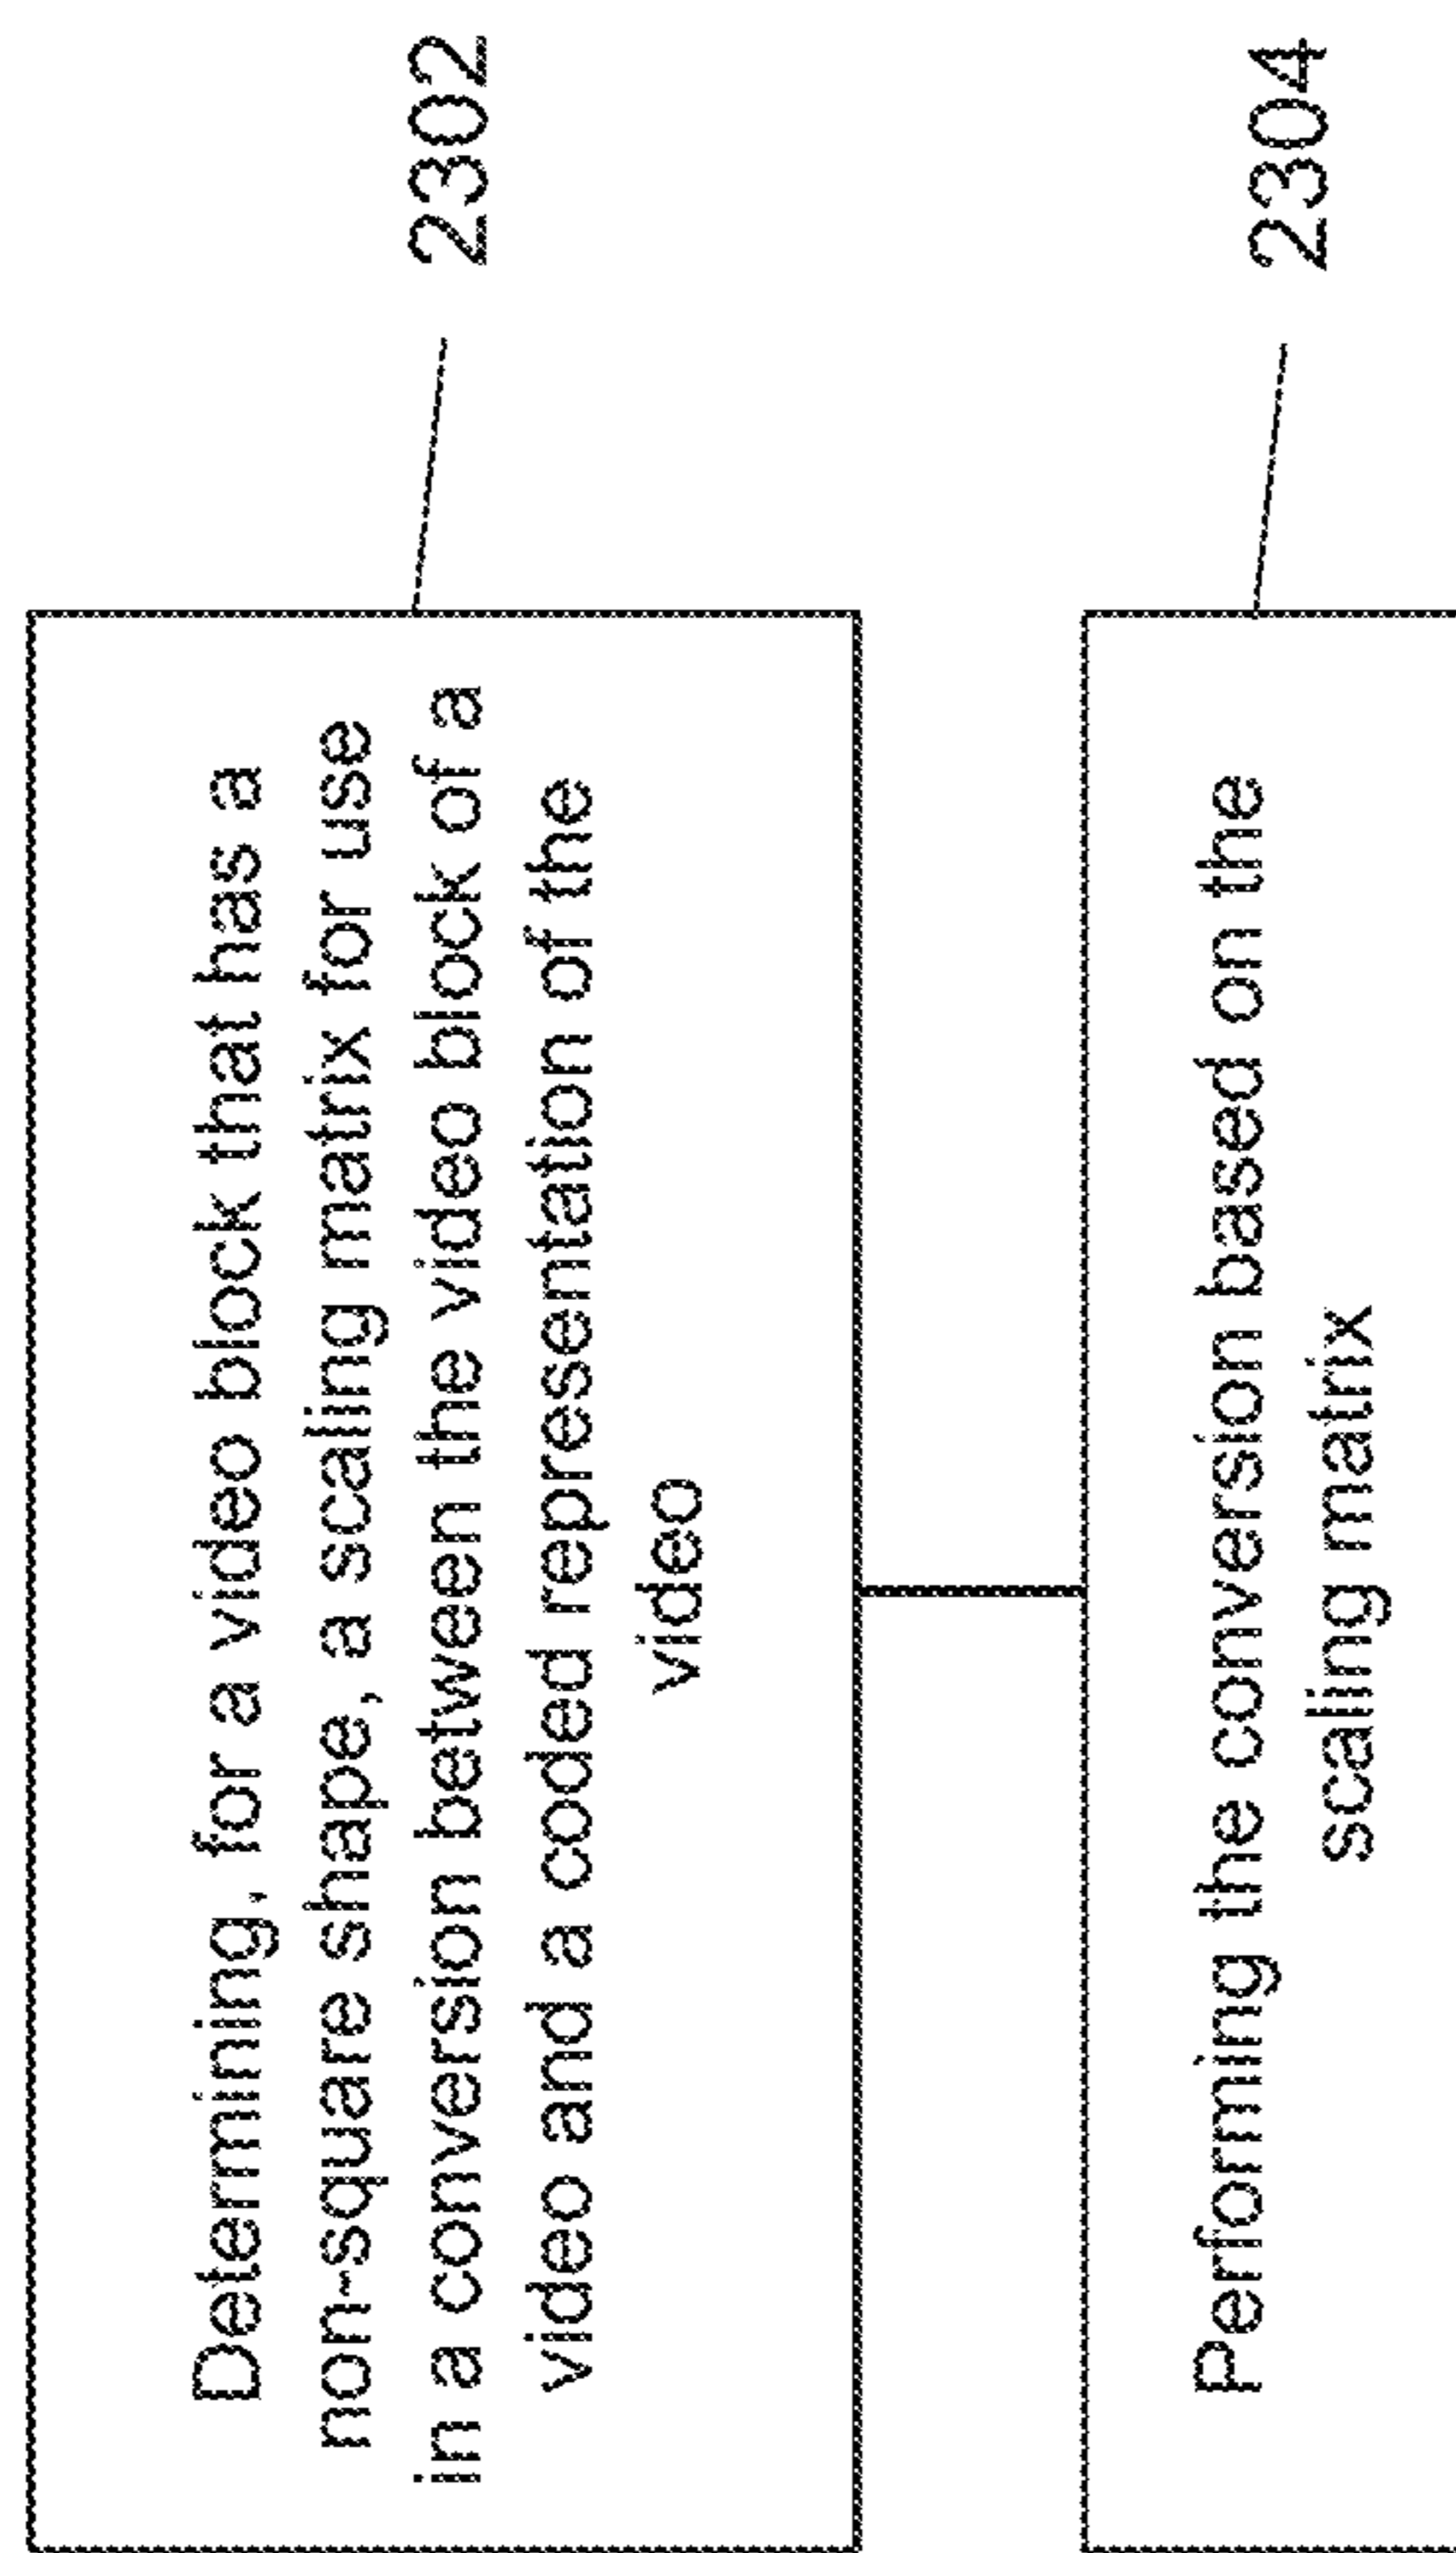 Determining, for a video block that has a
non-square shape, a scaling matrix for use
in a conversion between the video block of a
video and a coded representation of the
video
2302
Performing the conversion based on the
scaling matrix
2304